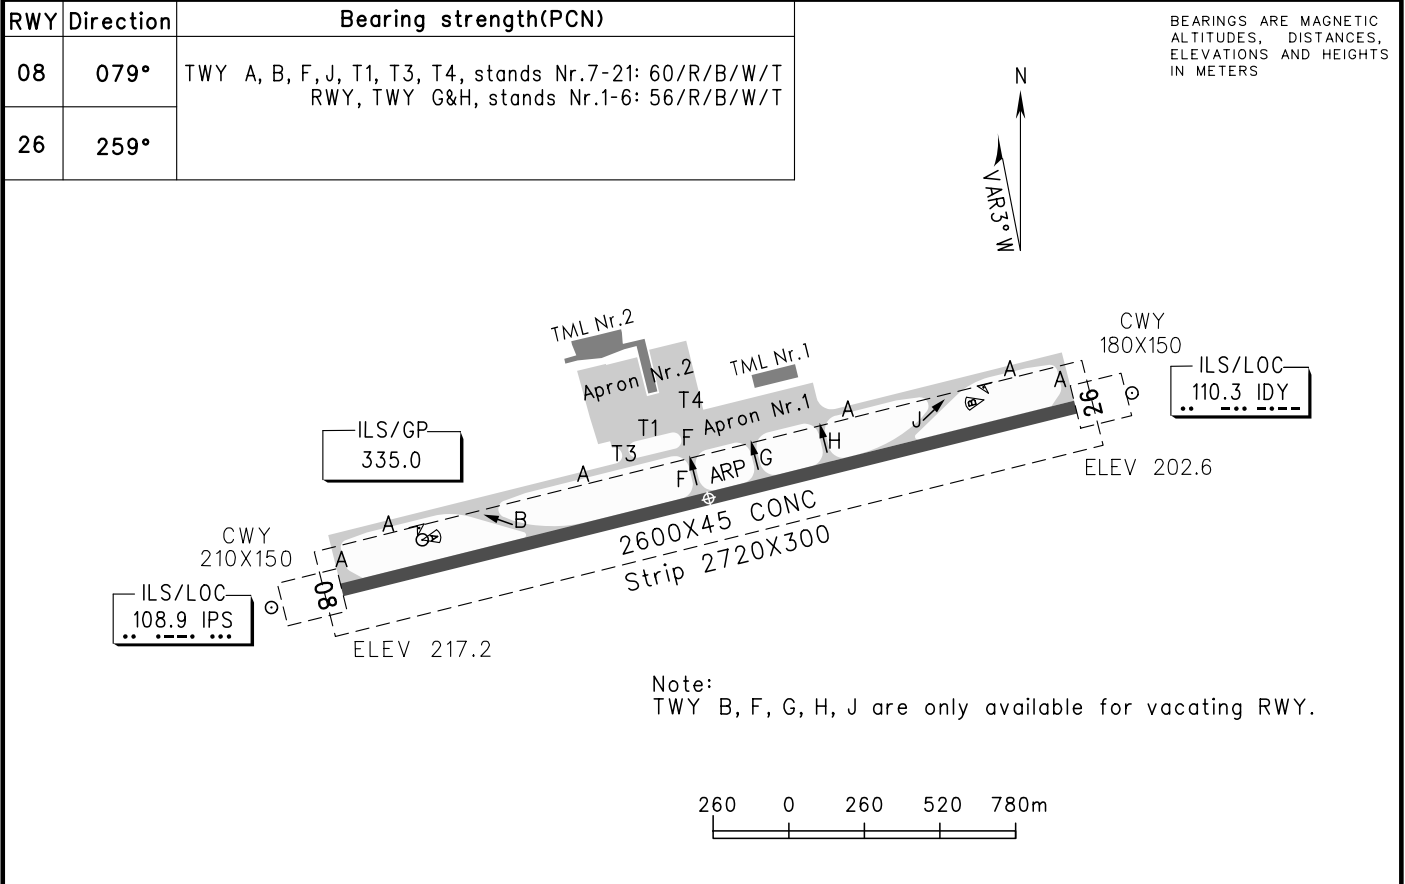 RWY Direction Bearing strength(PCN)
08 079° TWY A, B, F, J, T1, T3, T4, stands Nr.7-21: 60/R/B/W/T
RWY, TWY G&H, stands Nr.1-6: 56/R/B/W/T
26 259°
BEARINGS ARE MAGNETIC
ALTITUDES, DISTANCES,
ELEVATIONS AND HEIGHTS
IN METERS
N
VAR3°W
TML Nr.2
Apron Nr.2
TML Nr.1
Apron Nr.1
CWY
180X150
ILS/LOC
110.3 IDY
A
A
26
ELEV 202.6
T4
T1
T3
F
A
J
H
G
F
ARP
B
A
ILS/GP
335.0
A
B
A
A
T
A
08
2600X45 CONC
Strip 2720X300
CWY
210X150
ILS/LOC
108.9 IPS
ELEV 217.2
Note:
TWY B, F, G, H, J are only available for vacating RWY.
260 0 260 520 780m